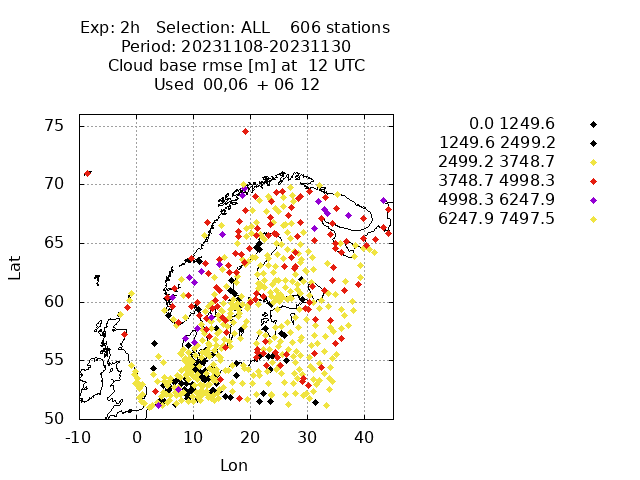 Exp: 2h   Selection: ALL    606 stations
Period: 20231108-20231130
Cloud base rmse [m] at  12 UTC
Used  00,06  + 06 12
0.0 1249.6
1249.6 2499.2
2499.2 3748.7
3748.7 4998.3
4998.3 6247.9
6247.9 7497.5
75
70
65
60
55
50
Lat
-10 0 10 20 30 40
Lon